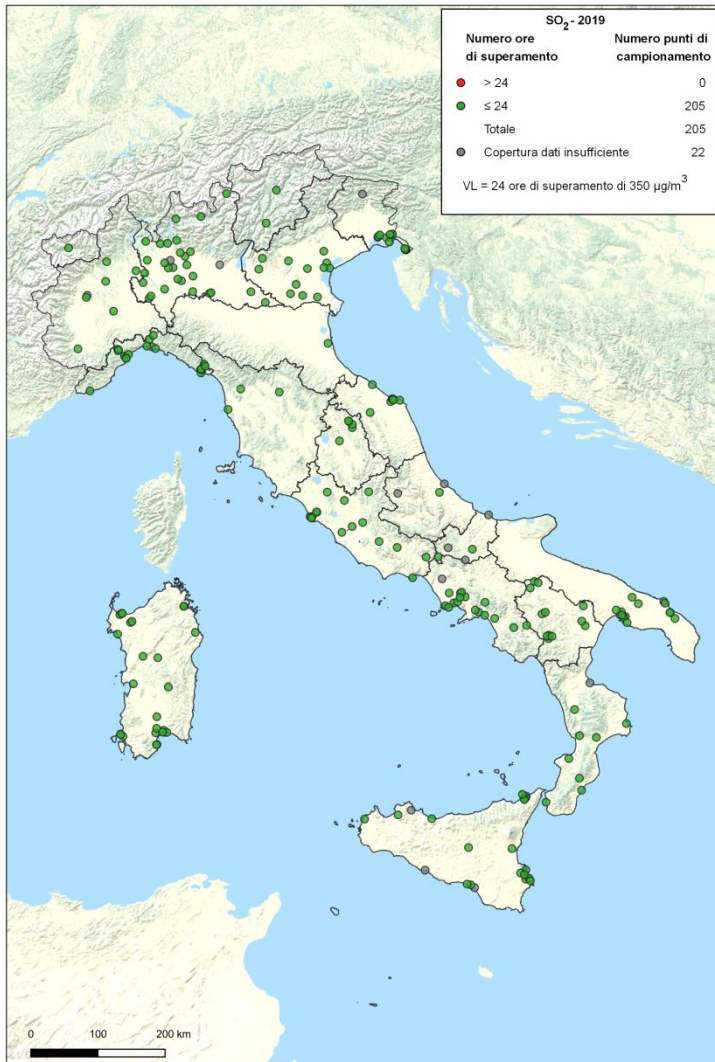 SO2 - 2019
Numero ore Numero punti di
di superamento campionamento
> 24 0
≤ 24 205
Totale 205
Copertura dati insufficiente 22
VL = 24 ore di superamento di 350 µg/m3
0 100 200 km